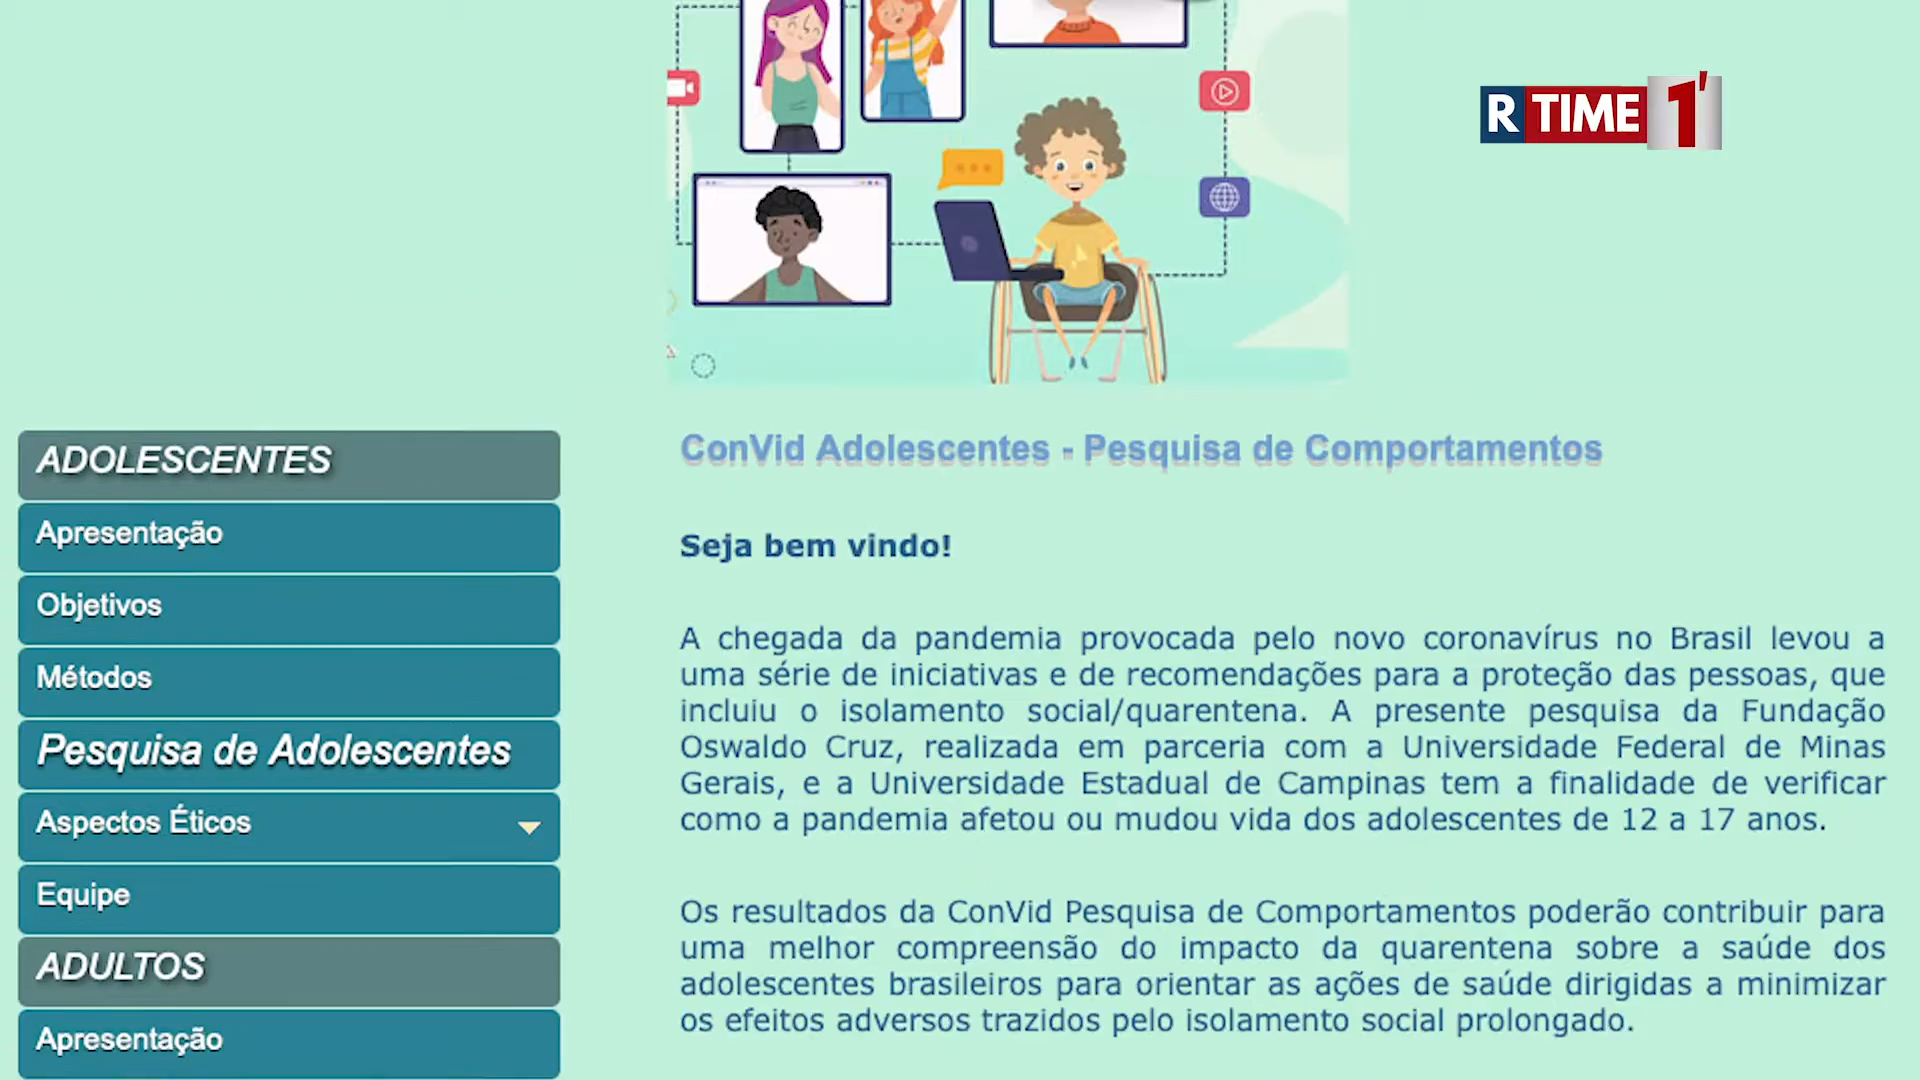 R TIME 1'
ADOLESCENTES
Apresentação
Objetivos
Métodos
Pesquisa de Adolescentes
Aspectos Éticos
Equipe
ADULTOS
Apresentação
ConVid Adolescentes - Pesquisa de Comportamentos
Seja bem vindo!
A chegada da pandemia provocada pelo novo coronavírus no Brasil levou a
uma série de iniciativas e de recomendações para a proteção das pessoas, que
incluiu o isolamento social/quarentena. A presente pesquisa da Fundação
Oswaldo Cruz, realizada em parceria com a Universidade Federal de Minas
Gerais, e a Universidade Estadual de Campinas tem a finalidade de verificar
como a pandemia afetou ou mudou vida dos adolescentes de 12 a 17 anos.
Os resultados da ConVid Pesquisa de Comportamentos poderão contribuir para
uma melhor compreensão do impacto da quarentena sobre a saúde dos
adolescentes brasileiros para orientar as ações de saúde dirigidas a minimizar
os efeitos adversos trazidos pelo isolamento social prolongado.